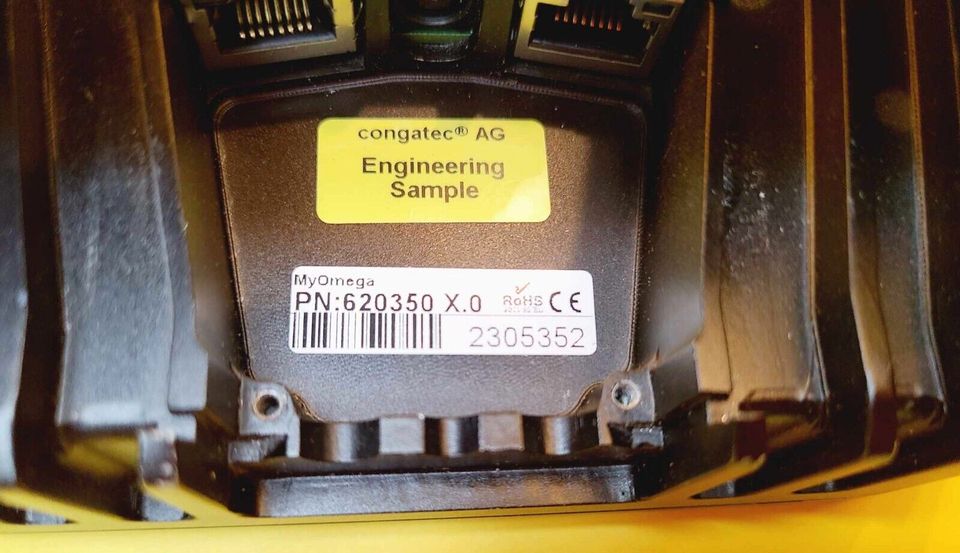 congatec® AG
Engineering
Sample
MyOmega
PN:620350 X.0
RoHS
CE
2305352